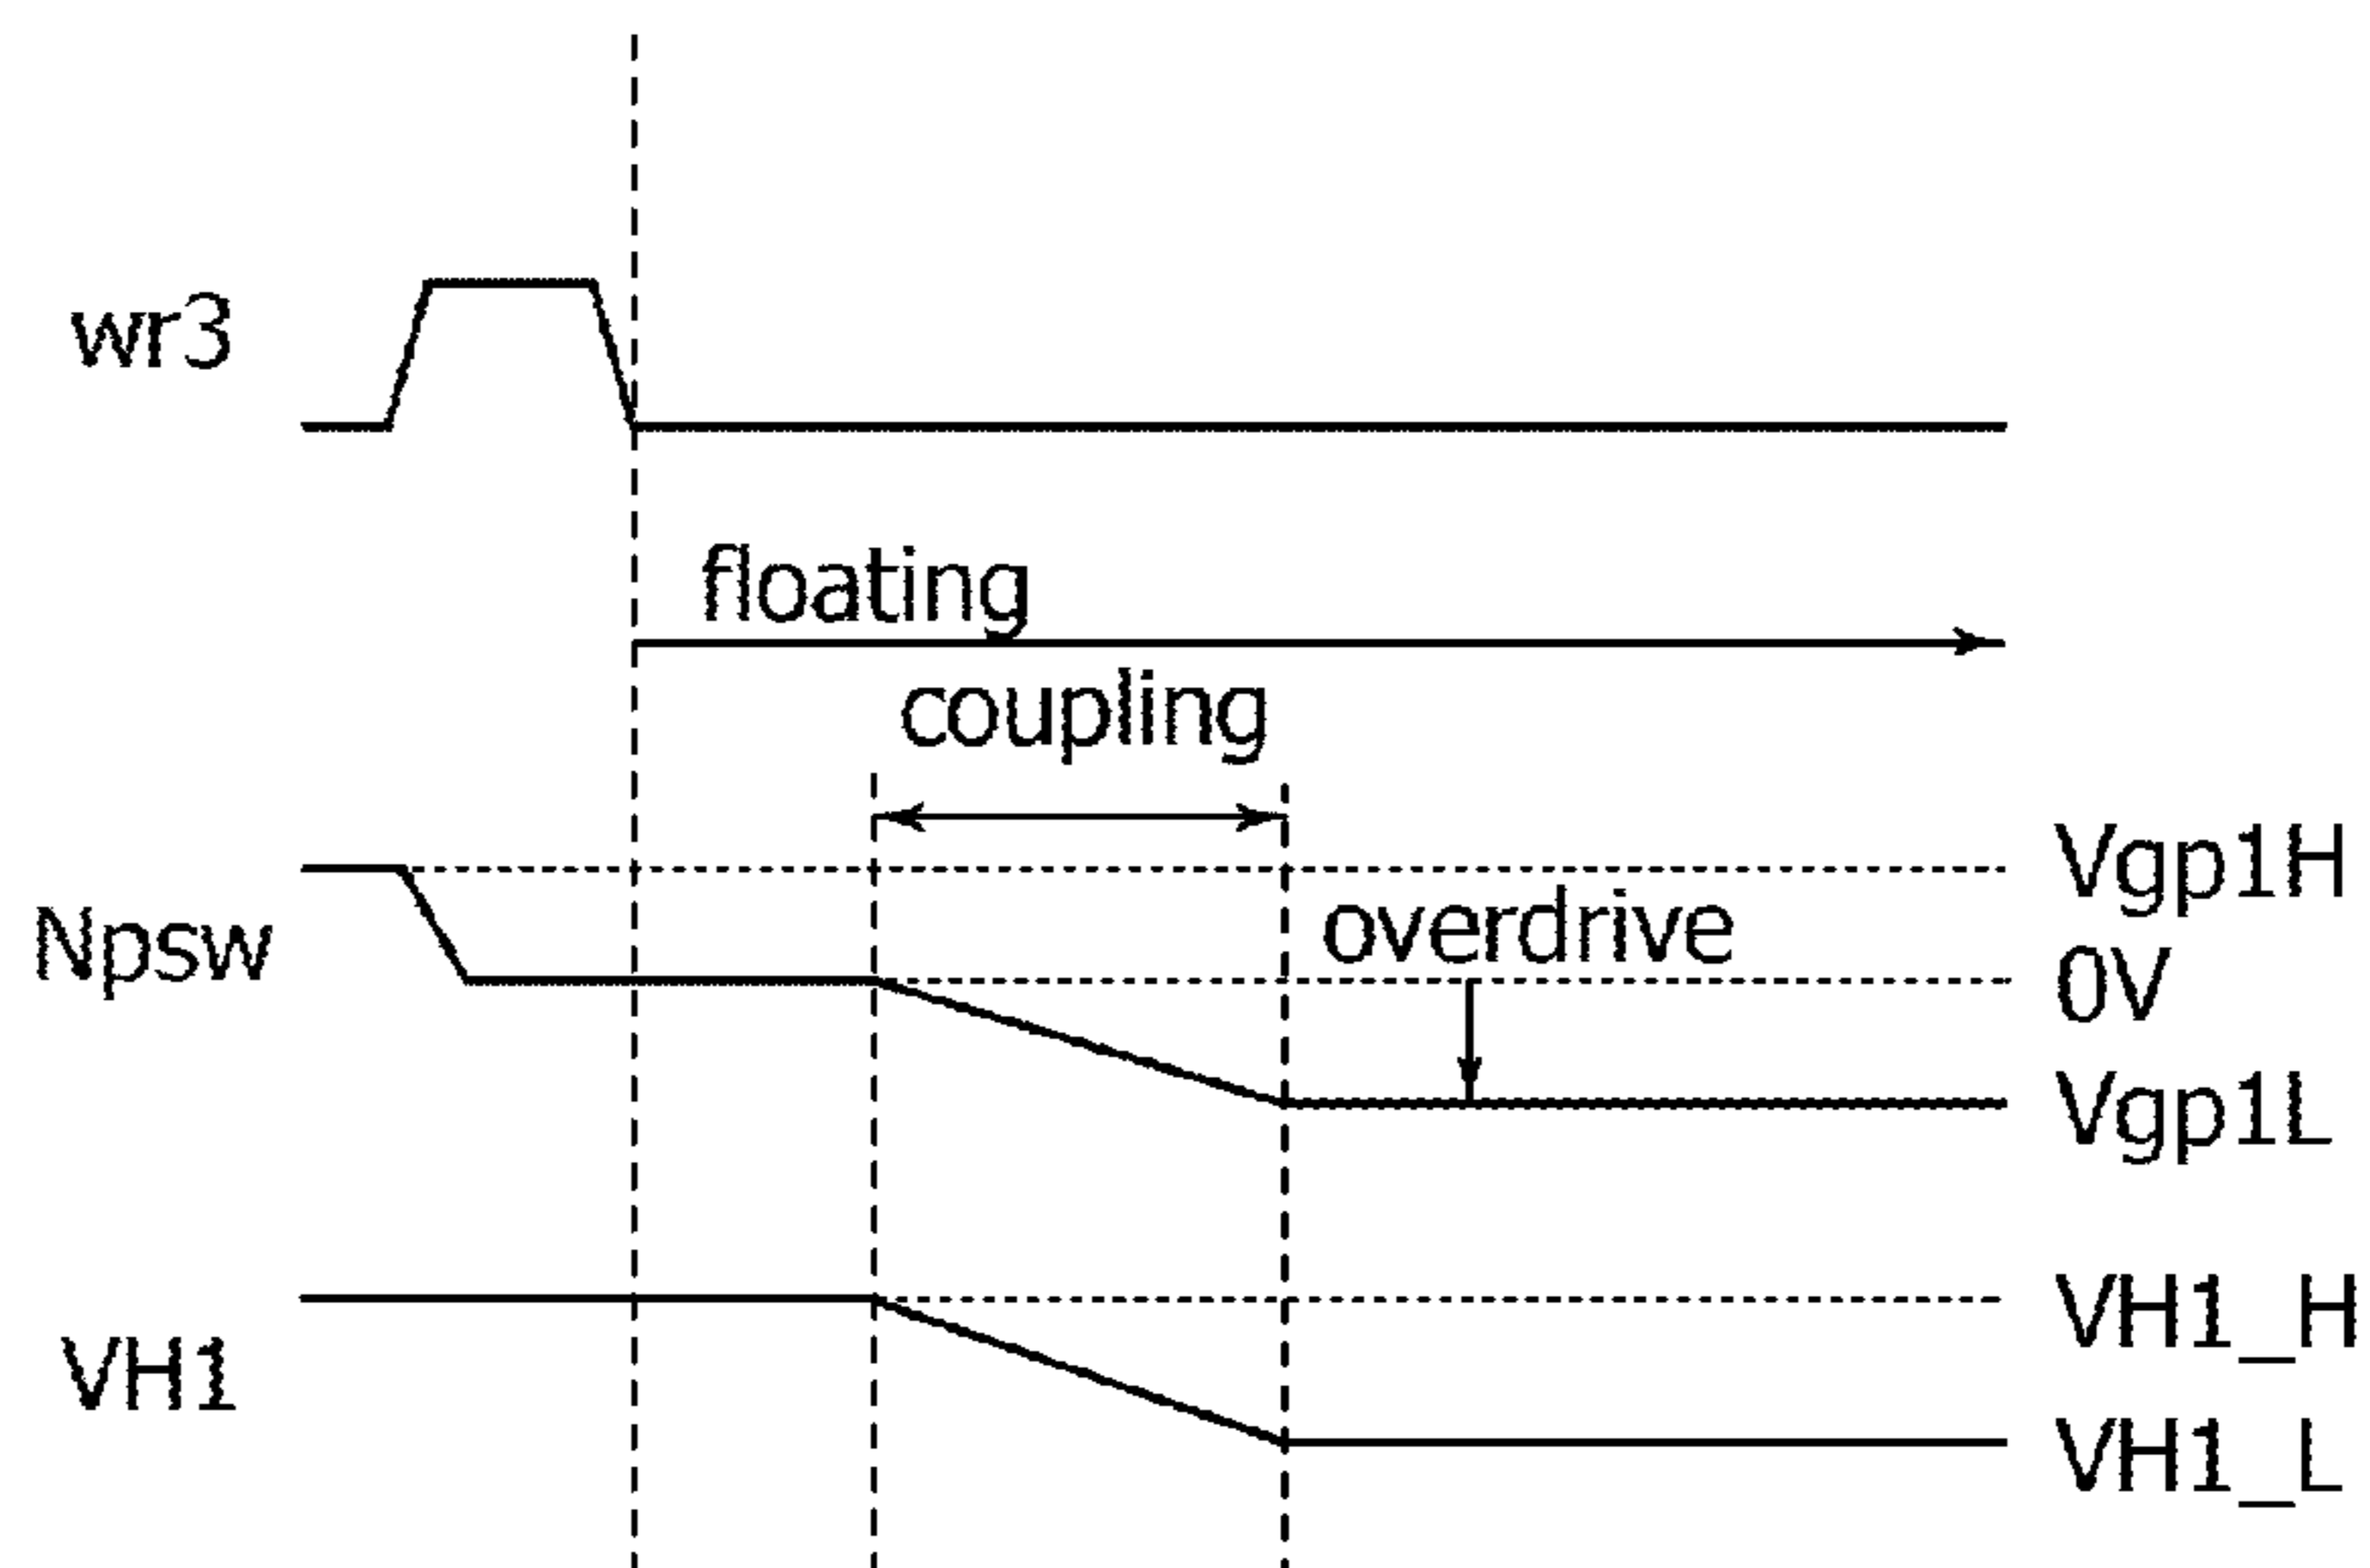 wr3
floating
coupling
Vgp1H
overdrive
Npsw
0V
Vgp1L
VH1_H
VH1
VH1_L